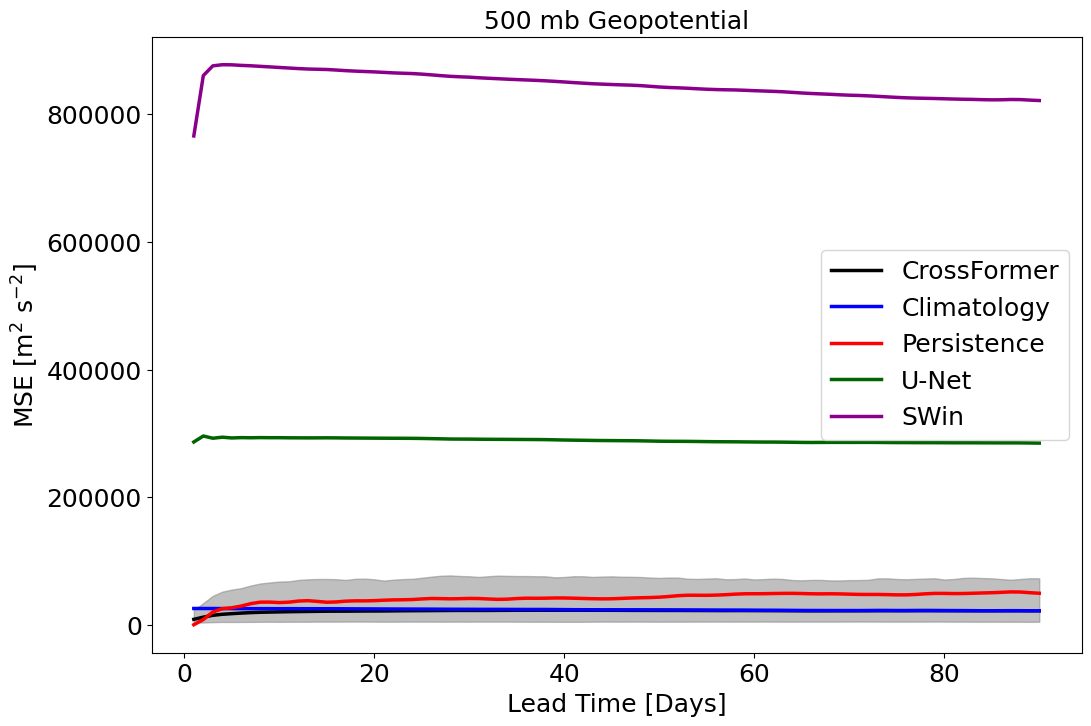 500 mb Geopotential
MSE [m² s⁻²]
800000
600000
400000
200000
0
CrossFormer
Climatology
Persistence
U-Net
SWin
0 20 40 60 80
Lead Time [Days]